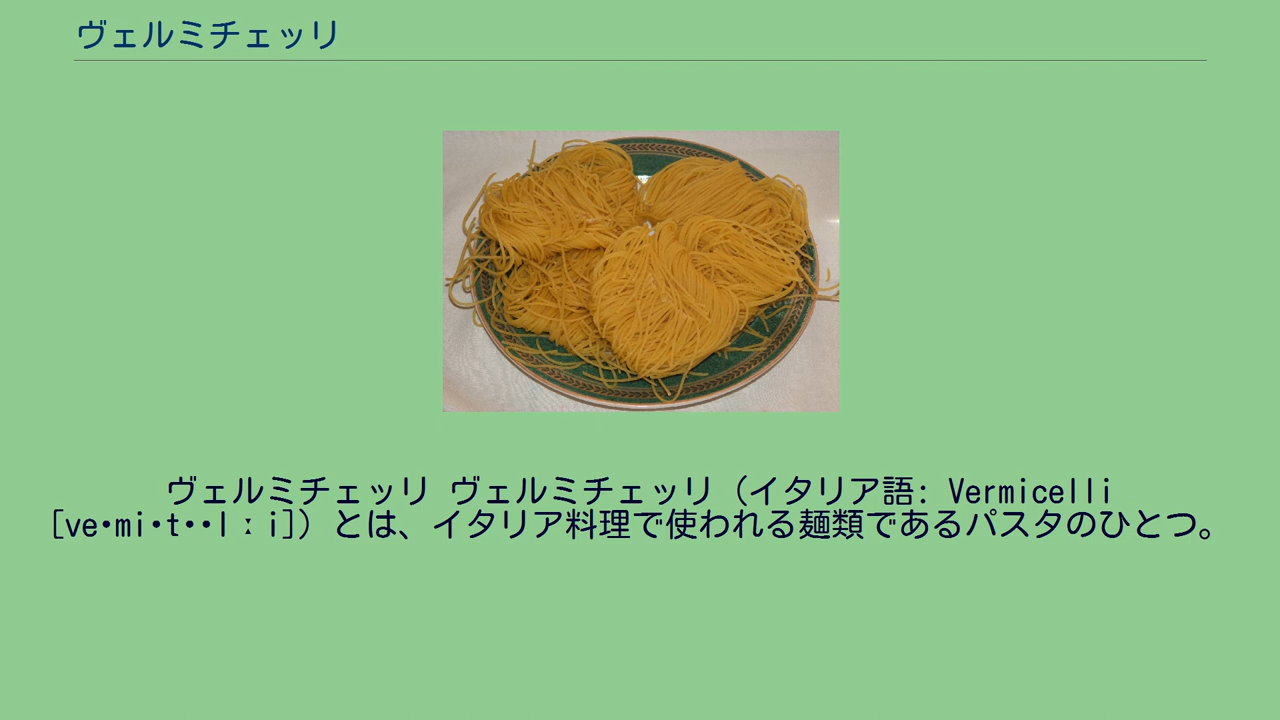 ヴェルミチェッリ
ヴェルミチェッリ ヴェルミチェッリ（イタリア語: Vermicelli
[ve•mi•t••lːi]）とは、イタリア料理で使われる麺類であるパスタのひとつ。